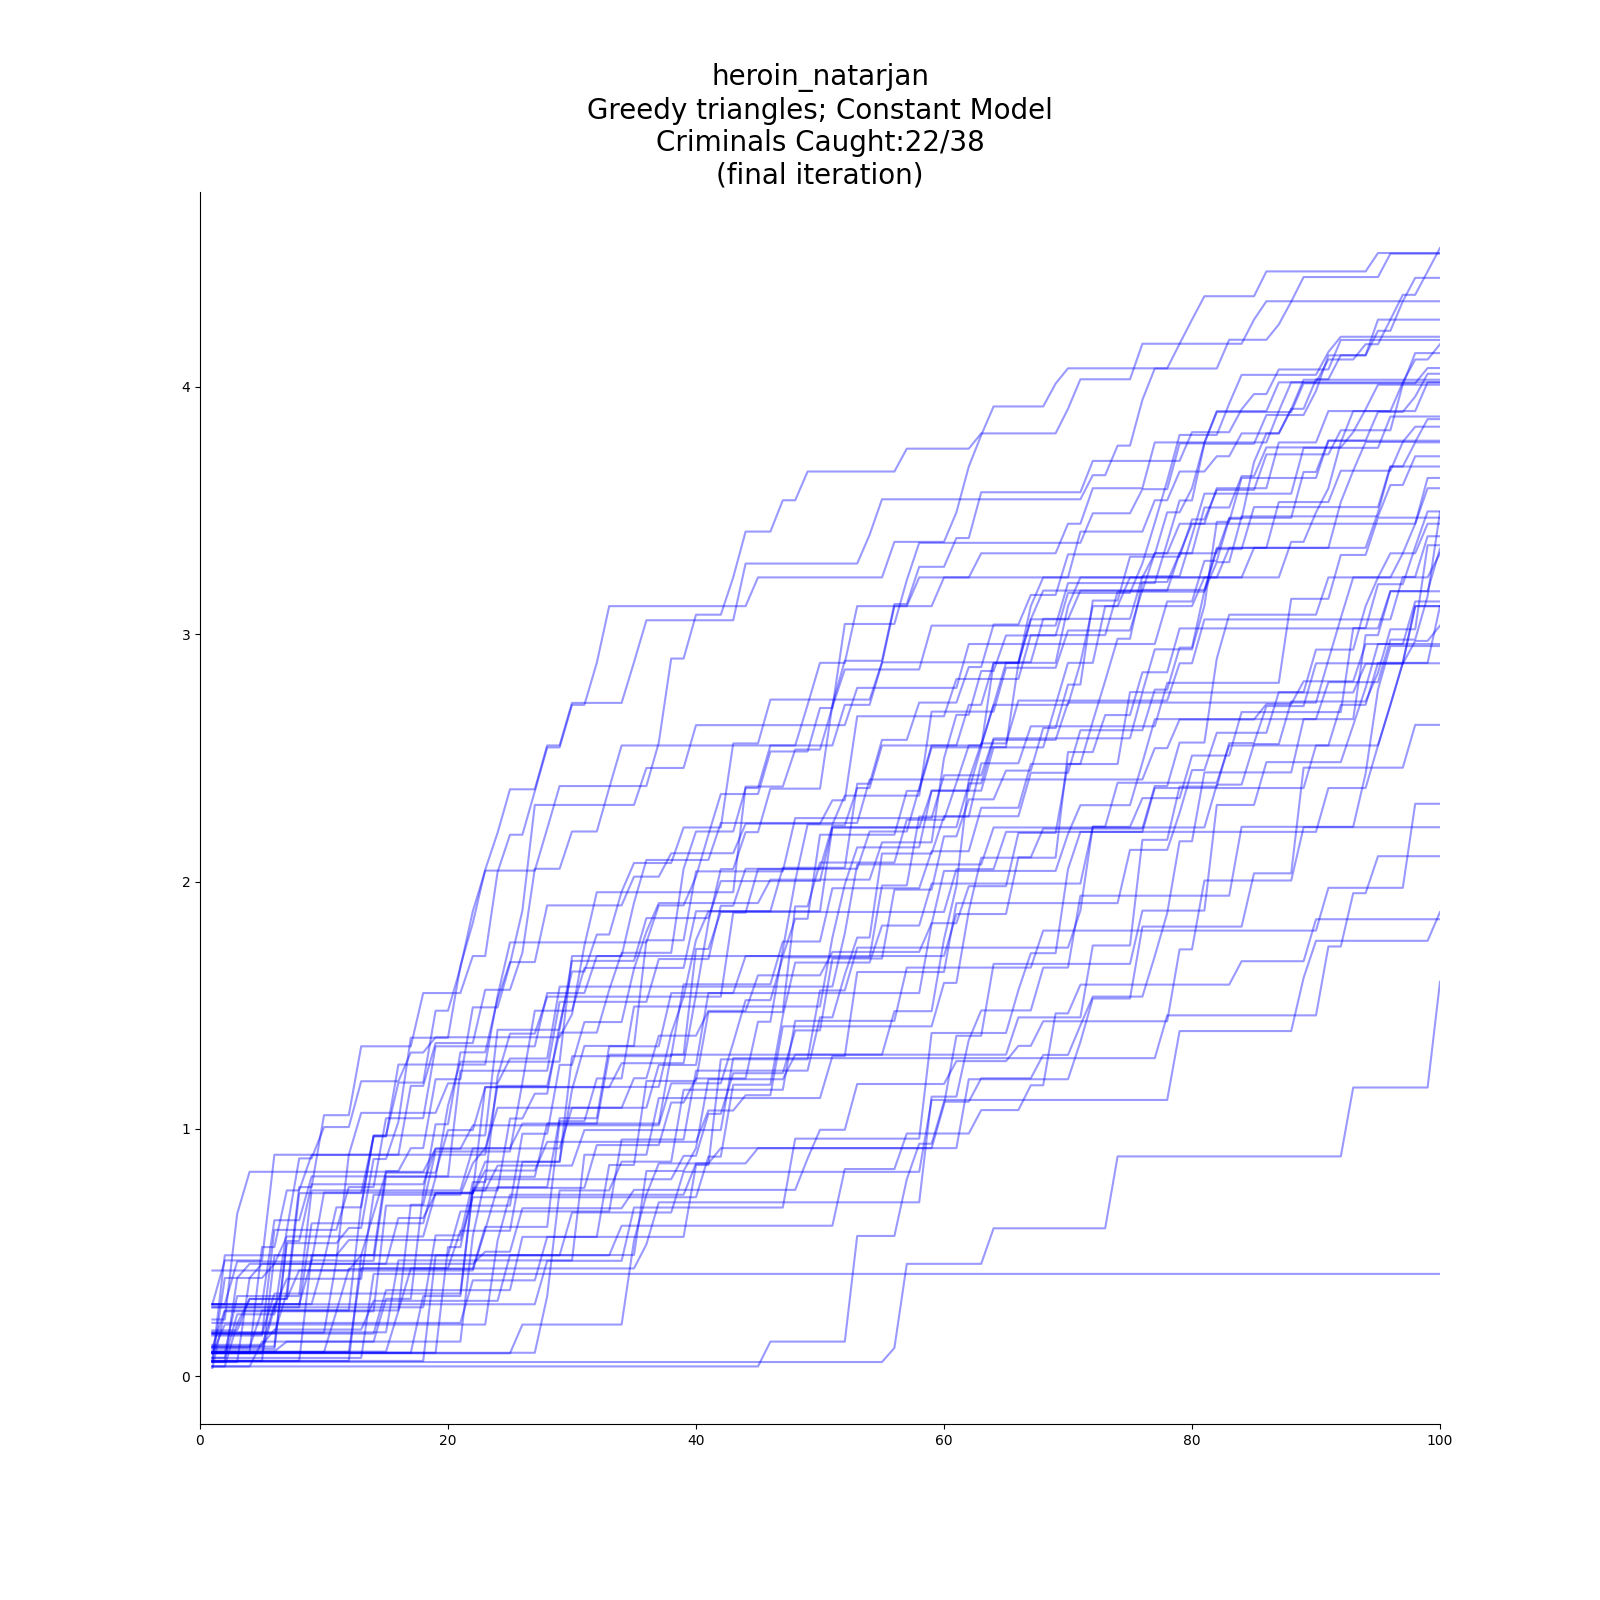 heroin_natarjan
Greedy triangles; Constant Model
Criminals Caught:22/38
(final iteration)
4
3
2
1
0
0 20 40 60 80 100